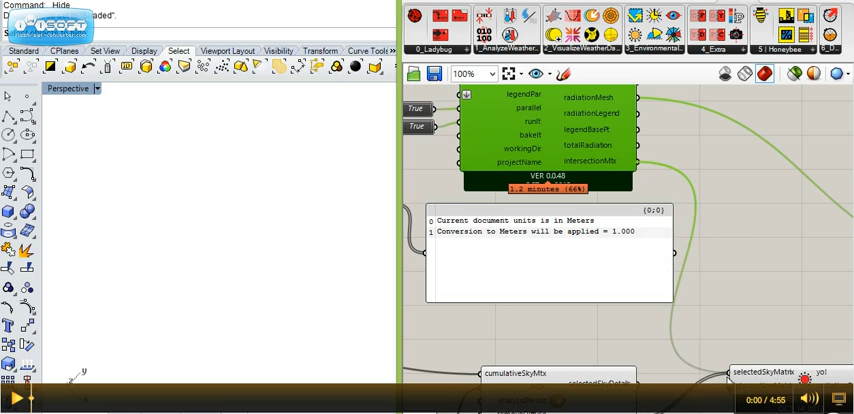 Command: _Hide
Standard
CPlanes
Set View
Display
Select
Viewport Layout
Visibility
Transform
Curve Tools
»
Perspective
y
0_Ladybug
1_AnalyzeWeather...
2_VisualizeWeatherDa...
3_Environmental...
4_Extra
5 | Honeybee
6_D...
100%
True
True
legendPar
parallel
runIt
bakeIt
workingDir
projectName
radiationMesh
radiationLegend
legendBasePt
totalRadiation
intersectionMtx
VER 0.0.48
1.2 minutes (66%)
{0;0}
0 Current document units is in Meters
1 Conversion to Meters will be applied = 1.000
cumulativeSkyMtx
selectedSkyMatrix
yo!
0:00 / 4:55